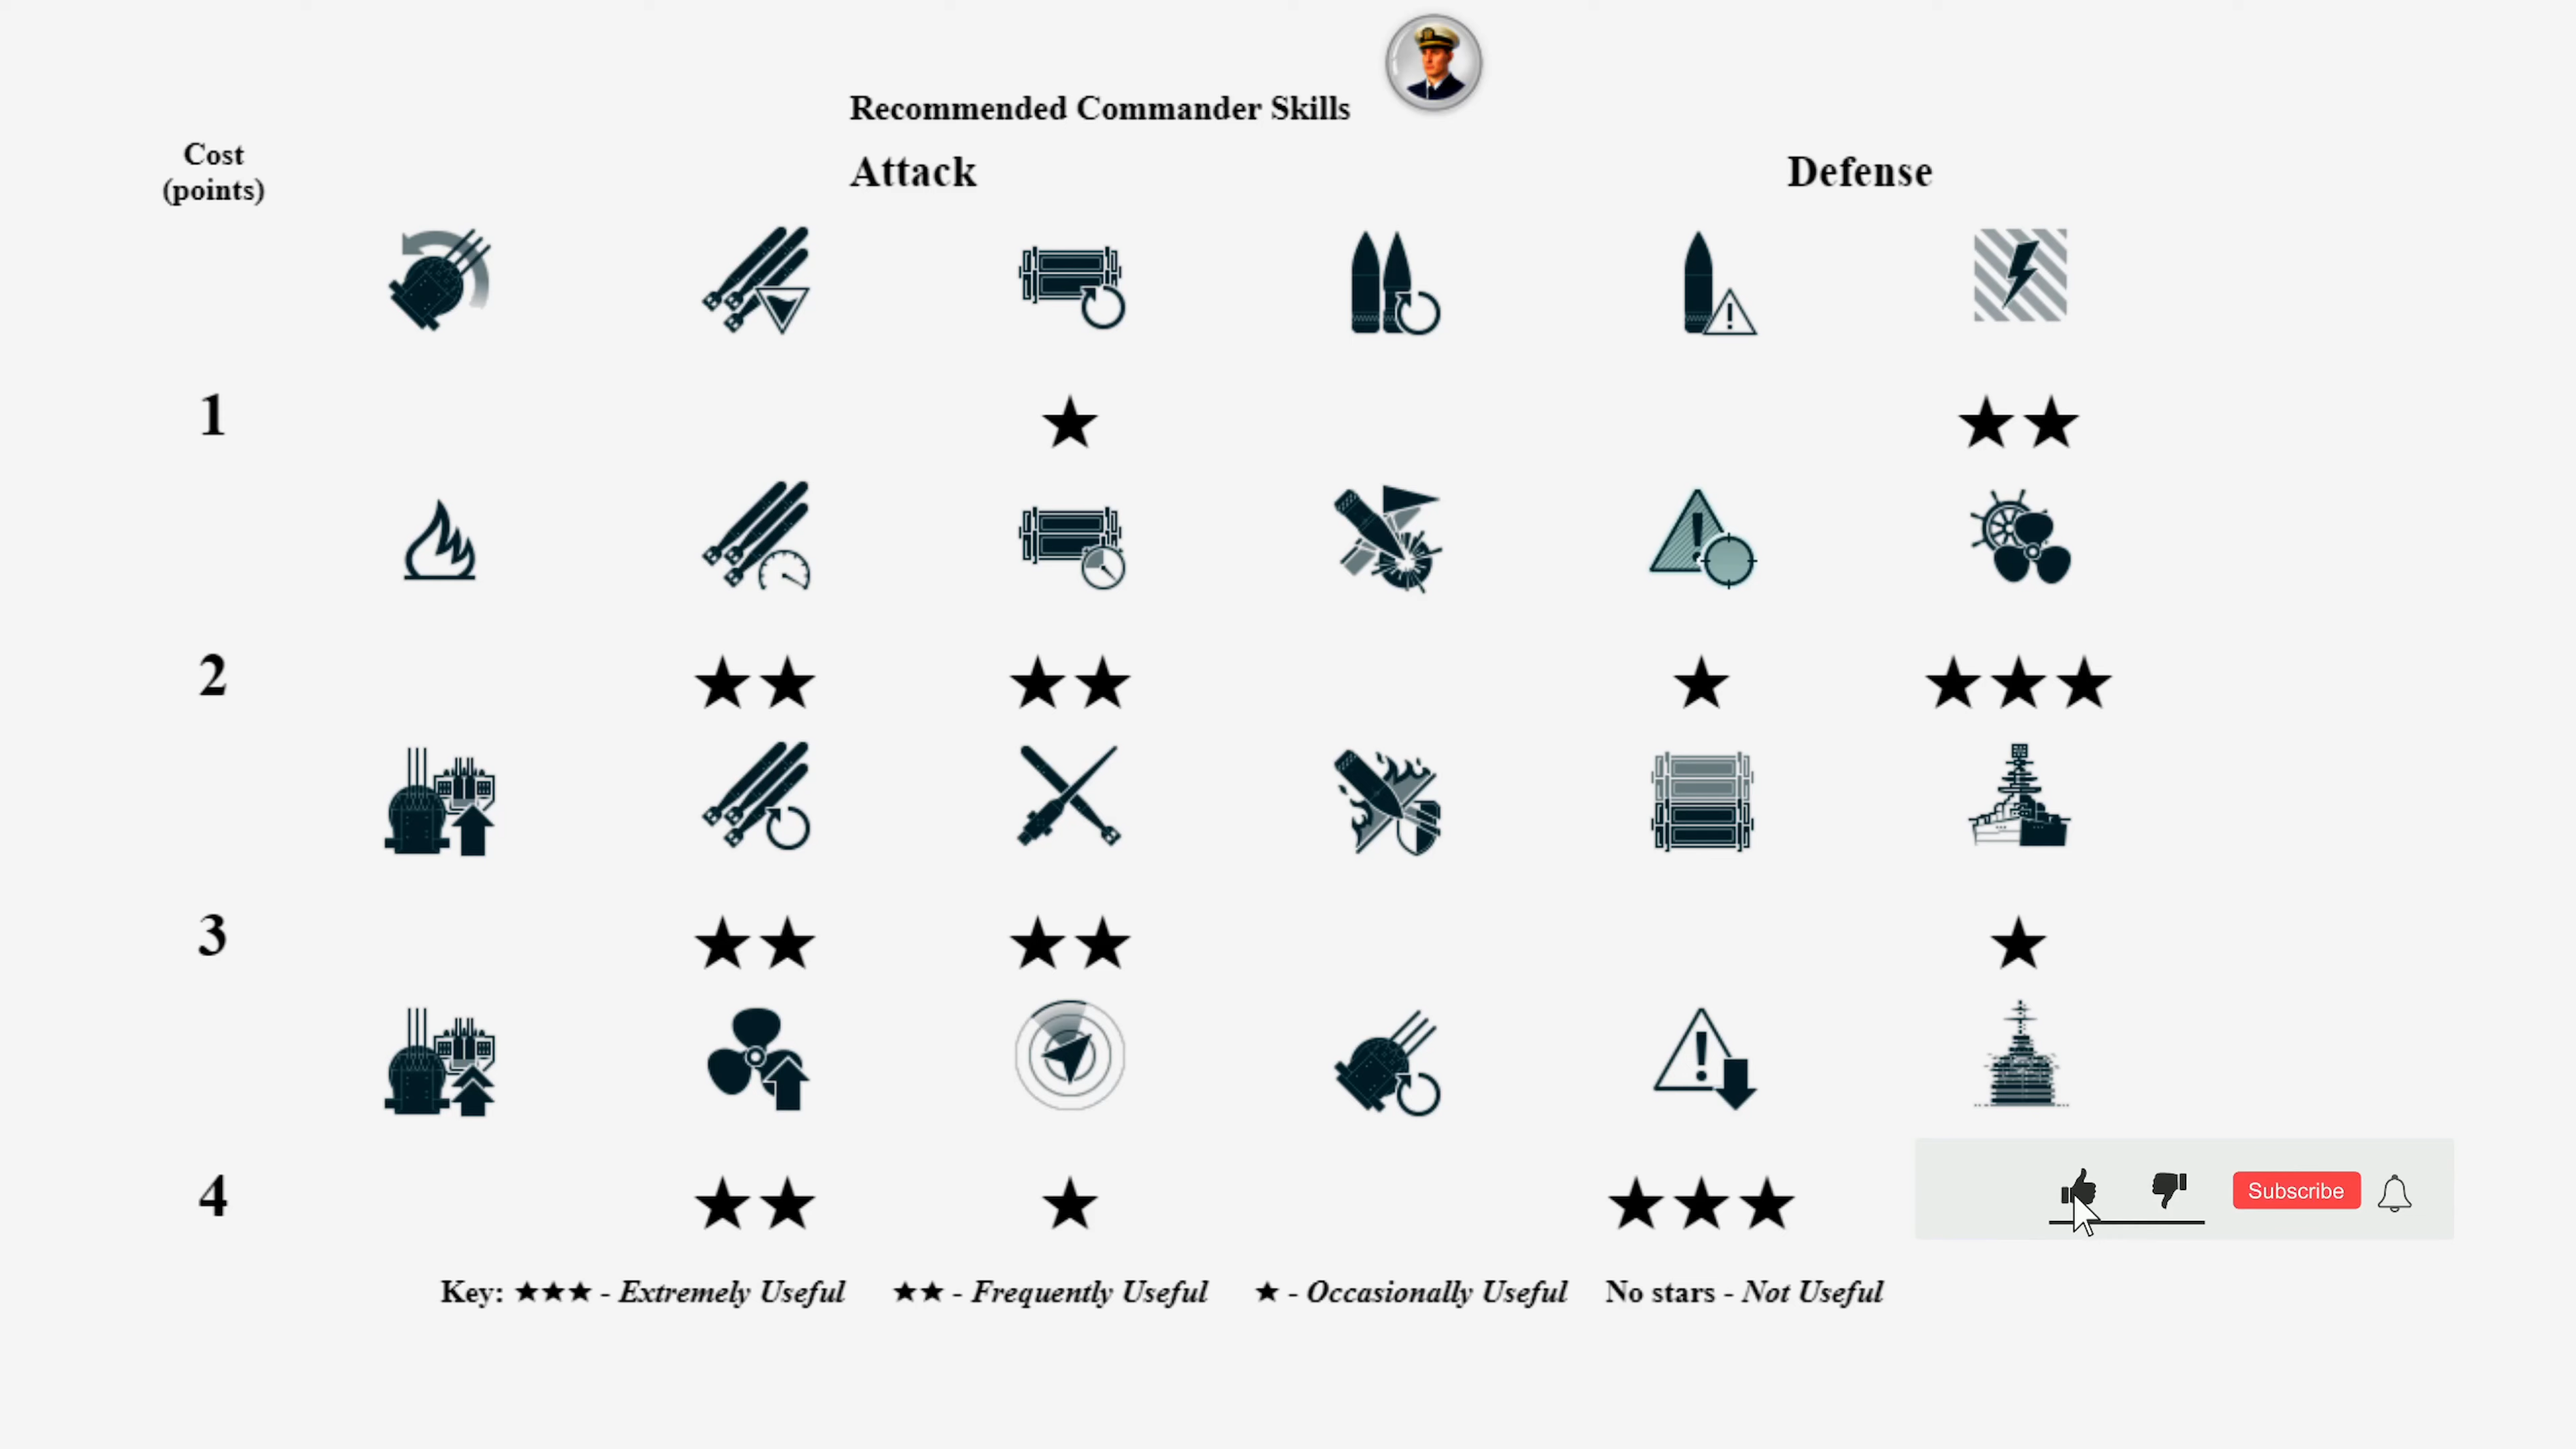 Recommended Commander Skills
Cost
(points)
Attack
Defense
1
★
★★
2
★★
★★
★
★★★
3
★★
★★
★
4
★★
★
★★★
Subscribe
Key: ★★★ - Extremely Useful ★★ - Frequently Useful ★ - Occasionally Useful No stars - Not Useful